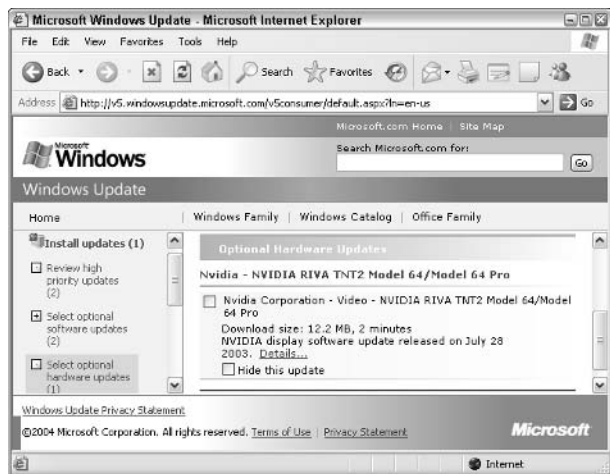 Microsoft Windows Update - Microsoft Internet Explorer
File Edit View Favorites Tools Help
Back Search Favorites
Address http://v5.windowsupdate.microsoft.com/v5consumer/default.aspx?ln=en-us Go
Microsoft.com Home | Site Map
Microsoft
Windows
Search Microsoft.com for:
Go
Windows Update
Home | Windows Family | Windows Catalog | Office Family
Install updates (1)
Review high
priority updates
(2)
Select optional
software updates
(2)
Select optional
hardware updates
(1)
Optional Hardware Updates
Nvidia - NVIDIA RIVA TNT2 Model 64/Model 64 Pro
Nvidia Corporation - Video - NVIDIA RIVA TNT2 Model 64/Model
64 Pro
Download size: 12.2 MB, 2 minutes
NVIDIA display software update released on July 28
2003. Details...
Hide this update
Windows Update Privacy Statement
©2004 Microsoft Corporation. All rights reserved. Terms of Use | Privacy Statement
Microsoft
Internet